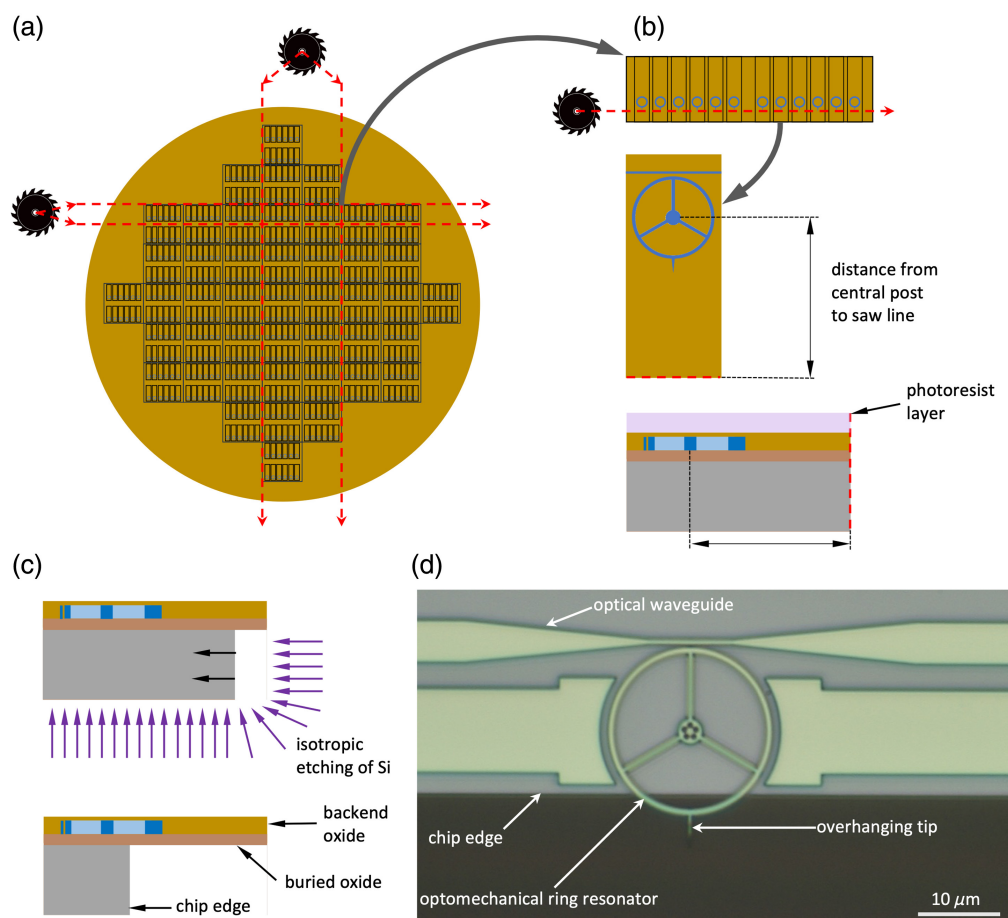 (a)
(b)
distance from
central post
to saw line
photoresist
layer
(c)
isotropic
etching of Si
backend
oxide
buried oxide
chip edge
(d)
optical waveguide
chip edge
overhanging tip
optomechanical ring resonator
10 µm